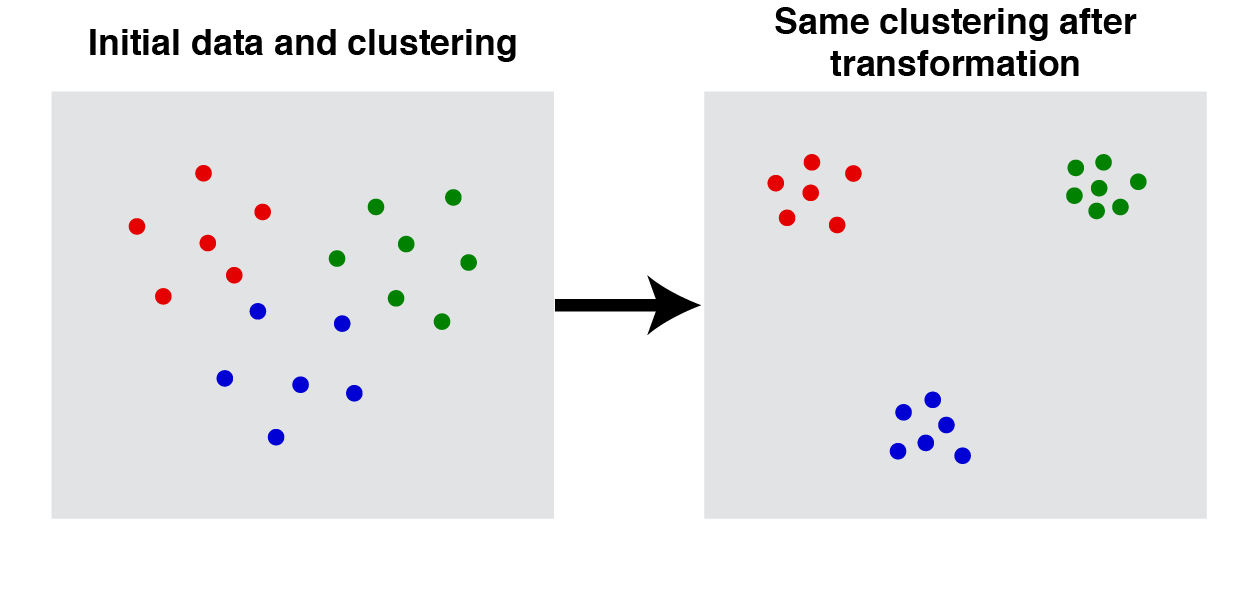 Initial data and clustering
Same clustering after
transformation